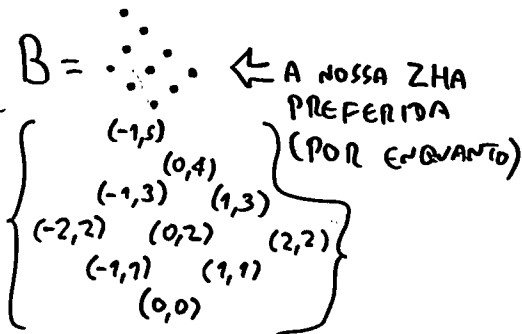 B = ⇐ A NOSSA ZHA
PREFERIDA
(POR ENQUANTO)
{ (-1,5)
(0,4)
(-1,3) (1,3)
(-2,2) (0,2) (2,2)
(-1,1) (1,1)
(0,0) }